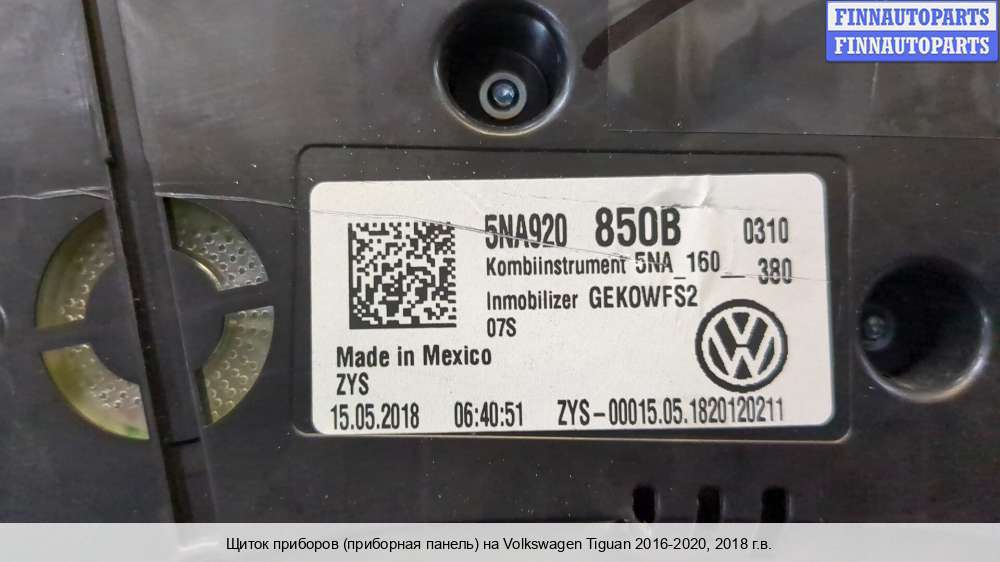 FINNAUTOPARTS
FINNAUTOPARTS
5NA920 850B 0310
Kombiinstrument 5NA_160__ 380
Inmobilizer GEKOWFS2
07S
Made in Mexico
ZYS
15.05.2018 06:40:51 ZYS-00015.05.1820120211
Щиток приборов (приборная панель) на Volkswagen Tiguan 2016-2020, 2018 г.в.